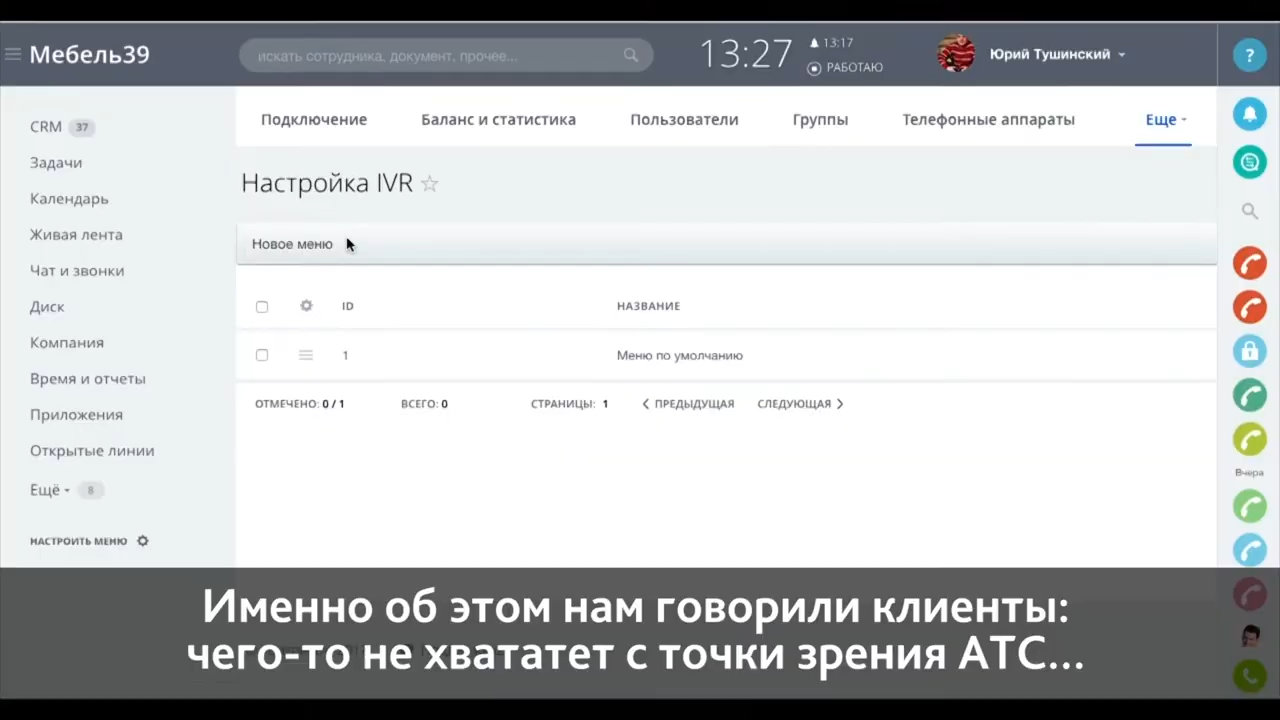 Мебель39
искать сотрудника, документ, прочее...
13:27
13:17
РАБОТАЮ
Юрий Тушинский
?
CRM 37
Задачи
Календарь
Живая лента
Чат и звонки
Диск
Компания
Время и отчеты
Приложения
Открытые линии
Ещё 8
НАСТРОИТЬ МЕНЮ
Подключение Баланс и статистика Пользователи Группы Телефонные аппараты Еще
Настройка IVR
Новое меню
ID НАЗВАНИЕ
1 Меню по умолчанию
ОТМЕЧЕНО: 0 / 1 ВСЕГО: 0 СТРАНИЦЫ: 1 ПРЕДЫДУЩАЯ СЛЕДУЮЩАЯ
Вчера
Именно об этом нам говорили клиенты:
чего-то не хвататет с точки зрения АТС...